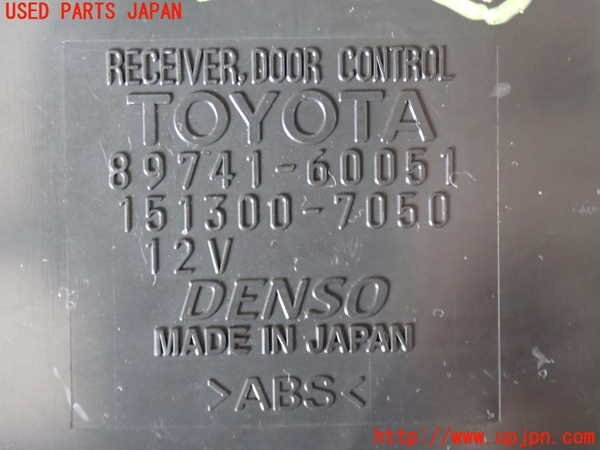 USED PARTS JAPAN
RECEIVER, DOOR CONTROL
TOYOTA
89741-60051
151300-7050
12V
DENSO
MADE IN JAPAN
>ABS<
http://www.upjpn.com